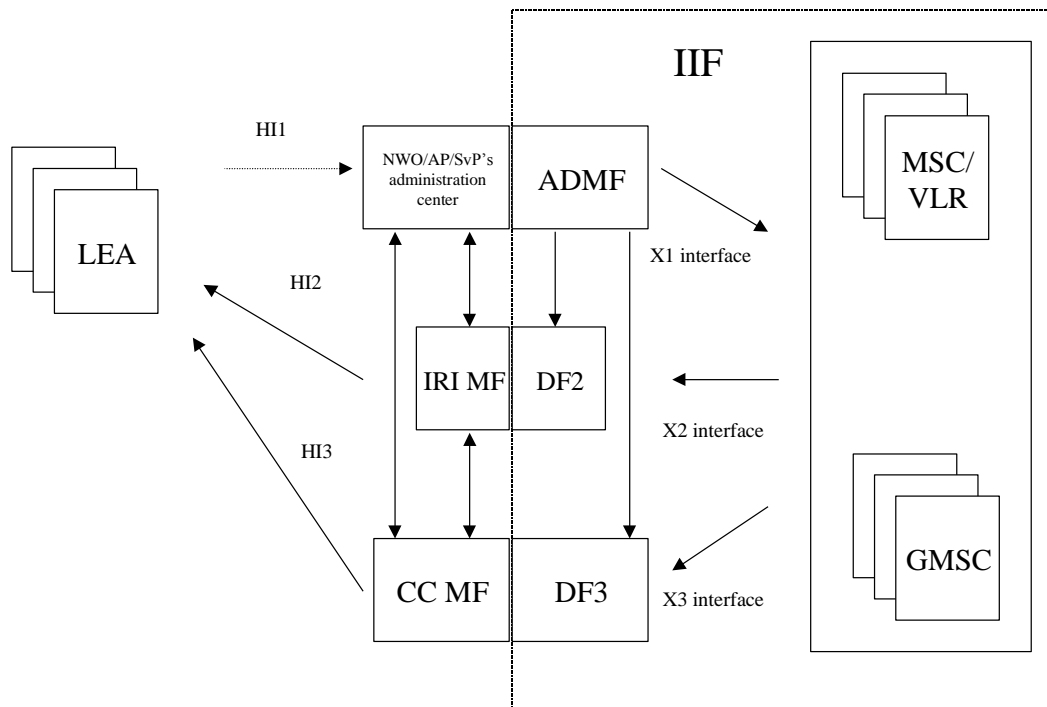 IIF
HI1
NWO/AP/SvP's
administration
center
ADMF
MSC/
VLR
LEA
X1 interface
HI2
IRI MF
DF2
X2 interface
HI3
CC MF
DF3
X3 interface
GMSC